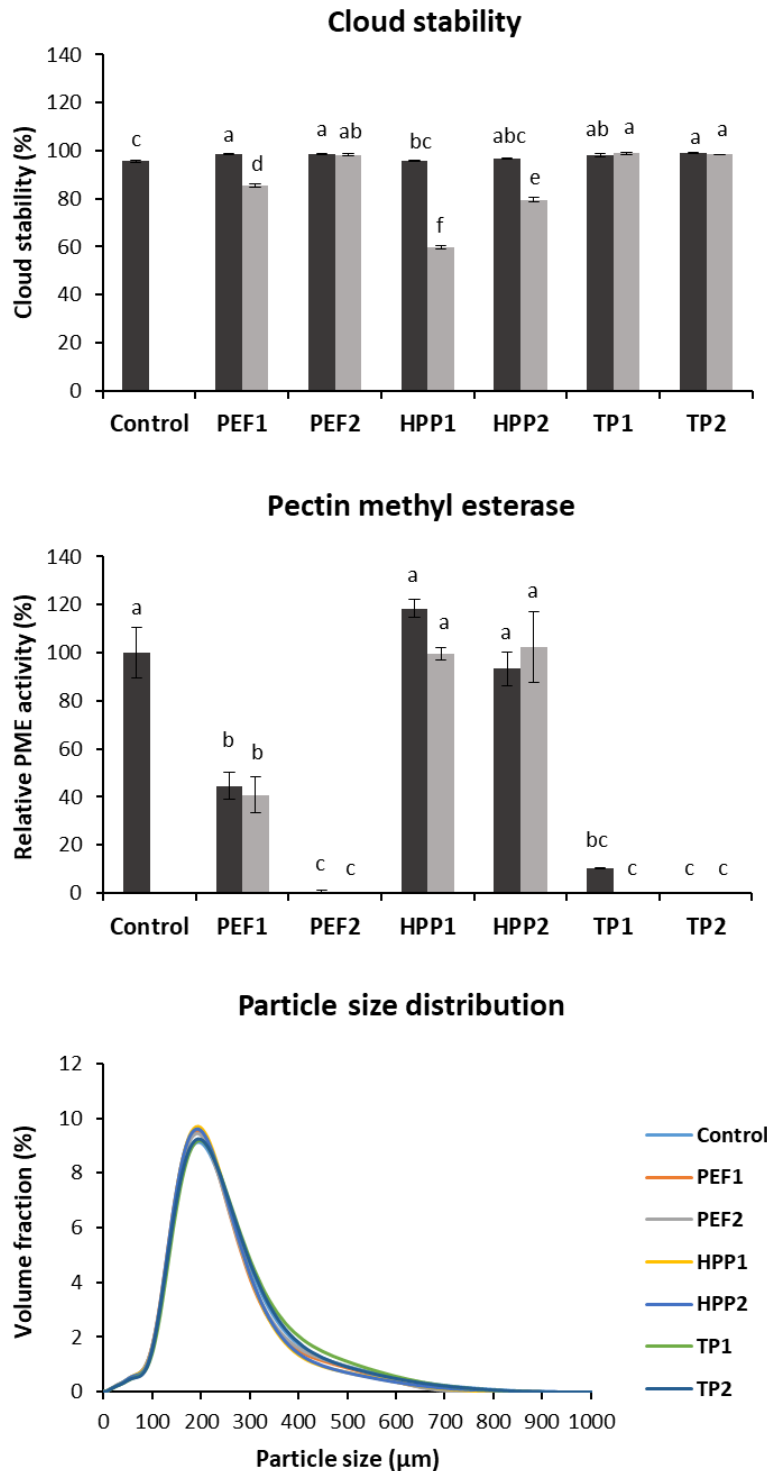 Cloud stability
Cloud stability (%)
140
120
100
80
60
40
20
0
c
a
d
a
ab
bc
f
abc
e
ab
a
a
a
Control
PEF1
PEF2
HPP1
HPP2
TP1
TP2
Pectin methyl esterase
Relative PME activity (%)
140
120
100
80
60
40
20
0
a
b
b
c
c
a
a
a
a
bc
c
c
c
Control
PEF1
PEF2
HPP1
HPP2
TP1
TP2
Particle size distribution
Volume fraction (%)
12
10
8
6
4
2
0
0
100
200
300
400
500
600
700
800
900
1000
Particle size (μm)
Control
PEF1
PEF2
HPP1
HPP2
TP1
TP2